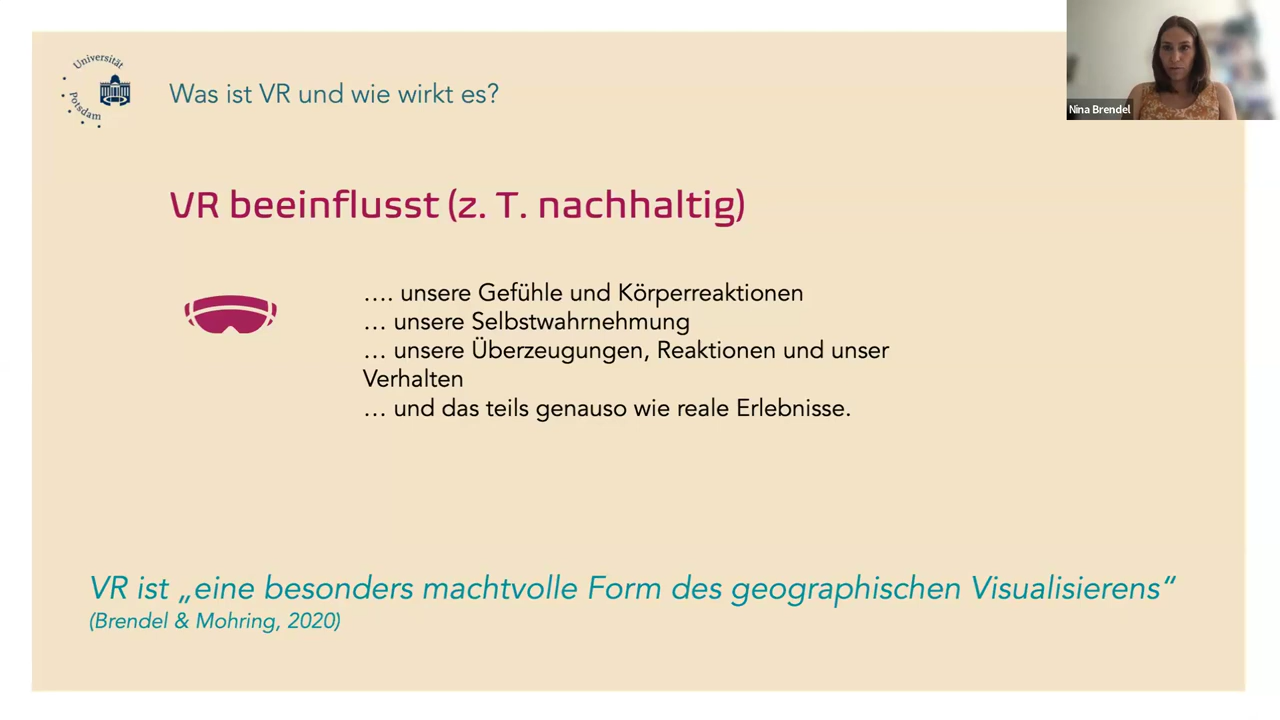 Universität
Potsdam
Was ist VR und wie wirkt es?
Nina Brendel
VR beeinflusst (z. T. nachhaltig)
…. unsere Gefühle und Körperreaktionen
… unsere Selbstwahrnehmung
… unsere Überzeugungen, Reaktionen und unser
Verhalten
… und das teils genauso wie reale Erlebnisse.
VR ist „eine besonders machtvolle Form des geographischen Visualisierens“
(Brendel & Mohring, 2020)